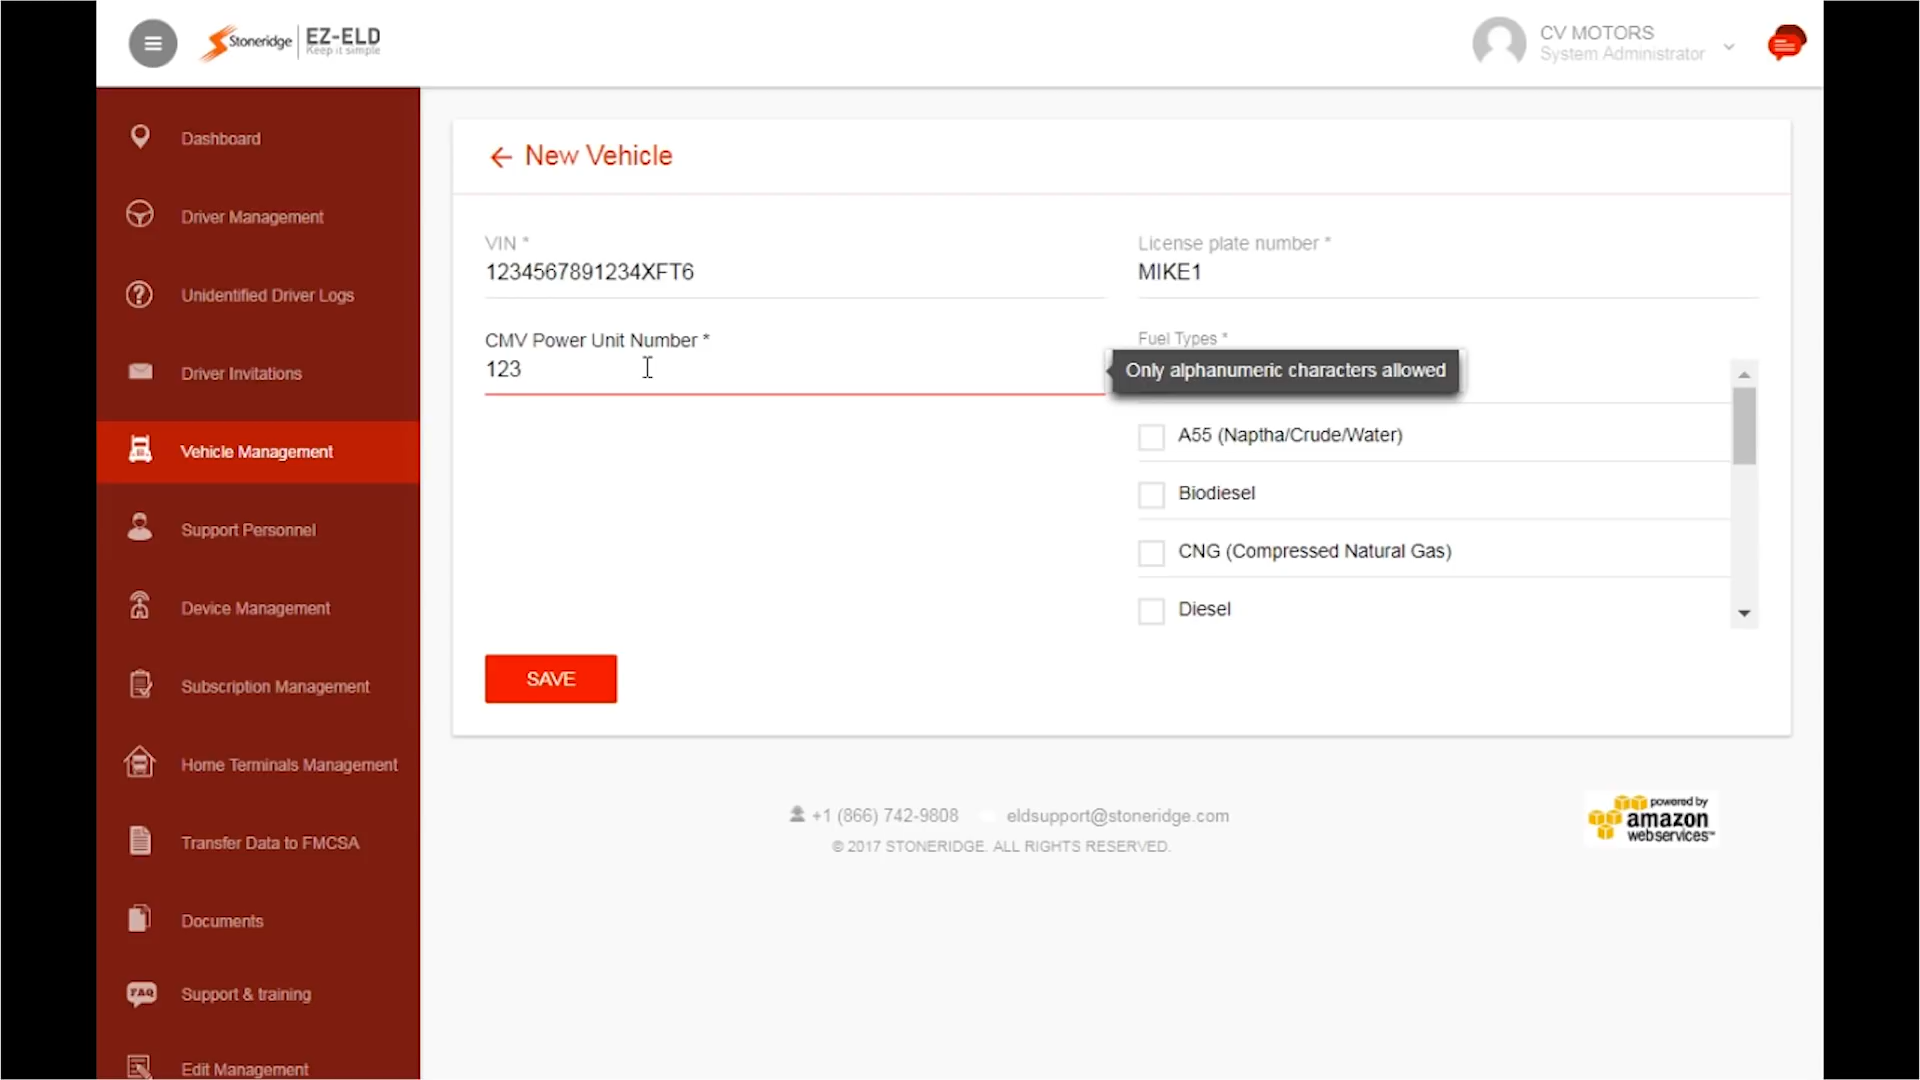 Stoneridge
EZ-ELD
Keep it simple
CV MOTORS
System Administrator
Dashboard
Driver Management
Unidentified Driver Logs
Driver Invitations
Vehicle Management
Support Personnel
Device Management
Subscription Management
Home Terminals Management
Transfer Data to FMCSA
Documents
FAQ
Support & training
Edit Management
New Vehicle
VIN *
1234567891234XFT6
License plate number *
MIKE1
CMV Power Unit Number *
123
Fuel Types *
Only alphanumeric characters allowed
A55 (Naptha/Crude/Water)
Biodiesel
CNG (Compressed Natural Gas)
Diesel
SAVE
+1 (866) 742-9808 eldsupport@stoneridge.com
© 2017 STONERIDGE. ALL RIGHTS RESERVED.
powered by
amazon
webservices™